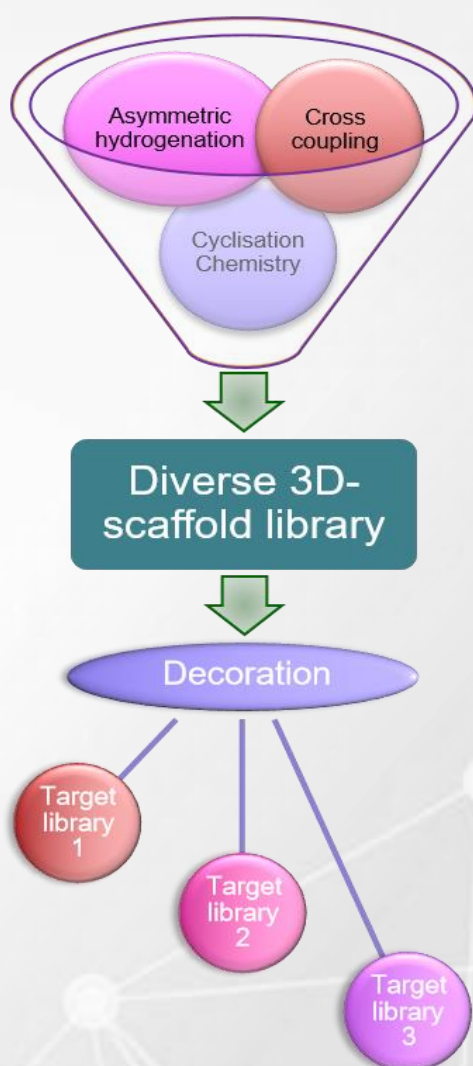 Asymmetric
hydrogenation
Cross
coupling
Cyclisation
Chemistry
Diverse 3D-
scaffold library
Decoration
Target
library
1
Target
library
2
Target
library
3